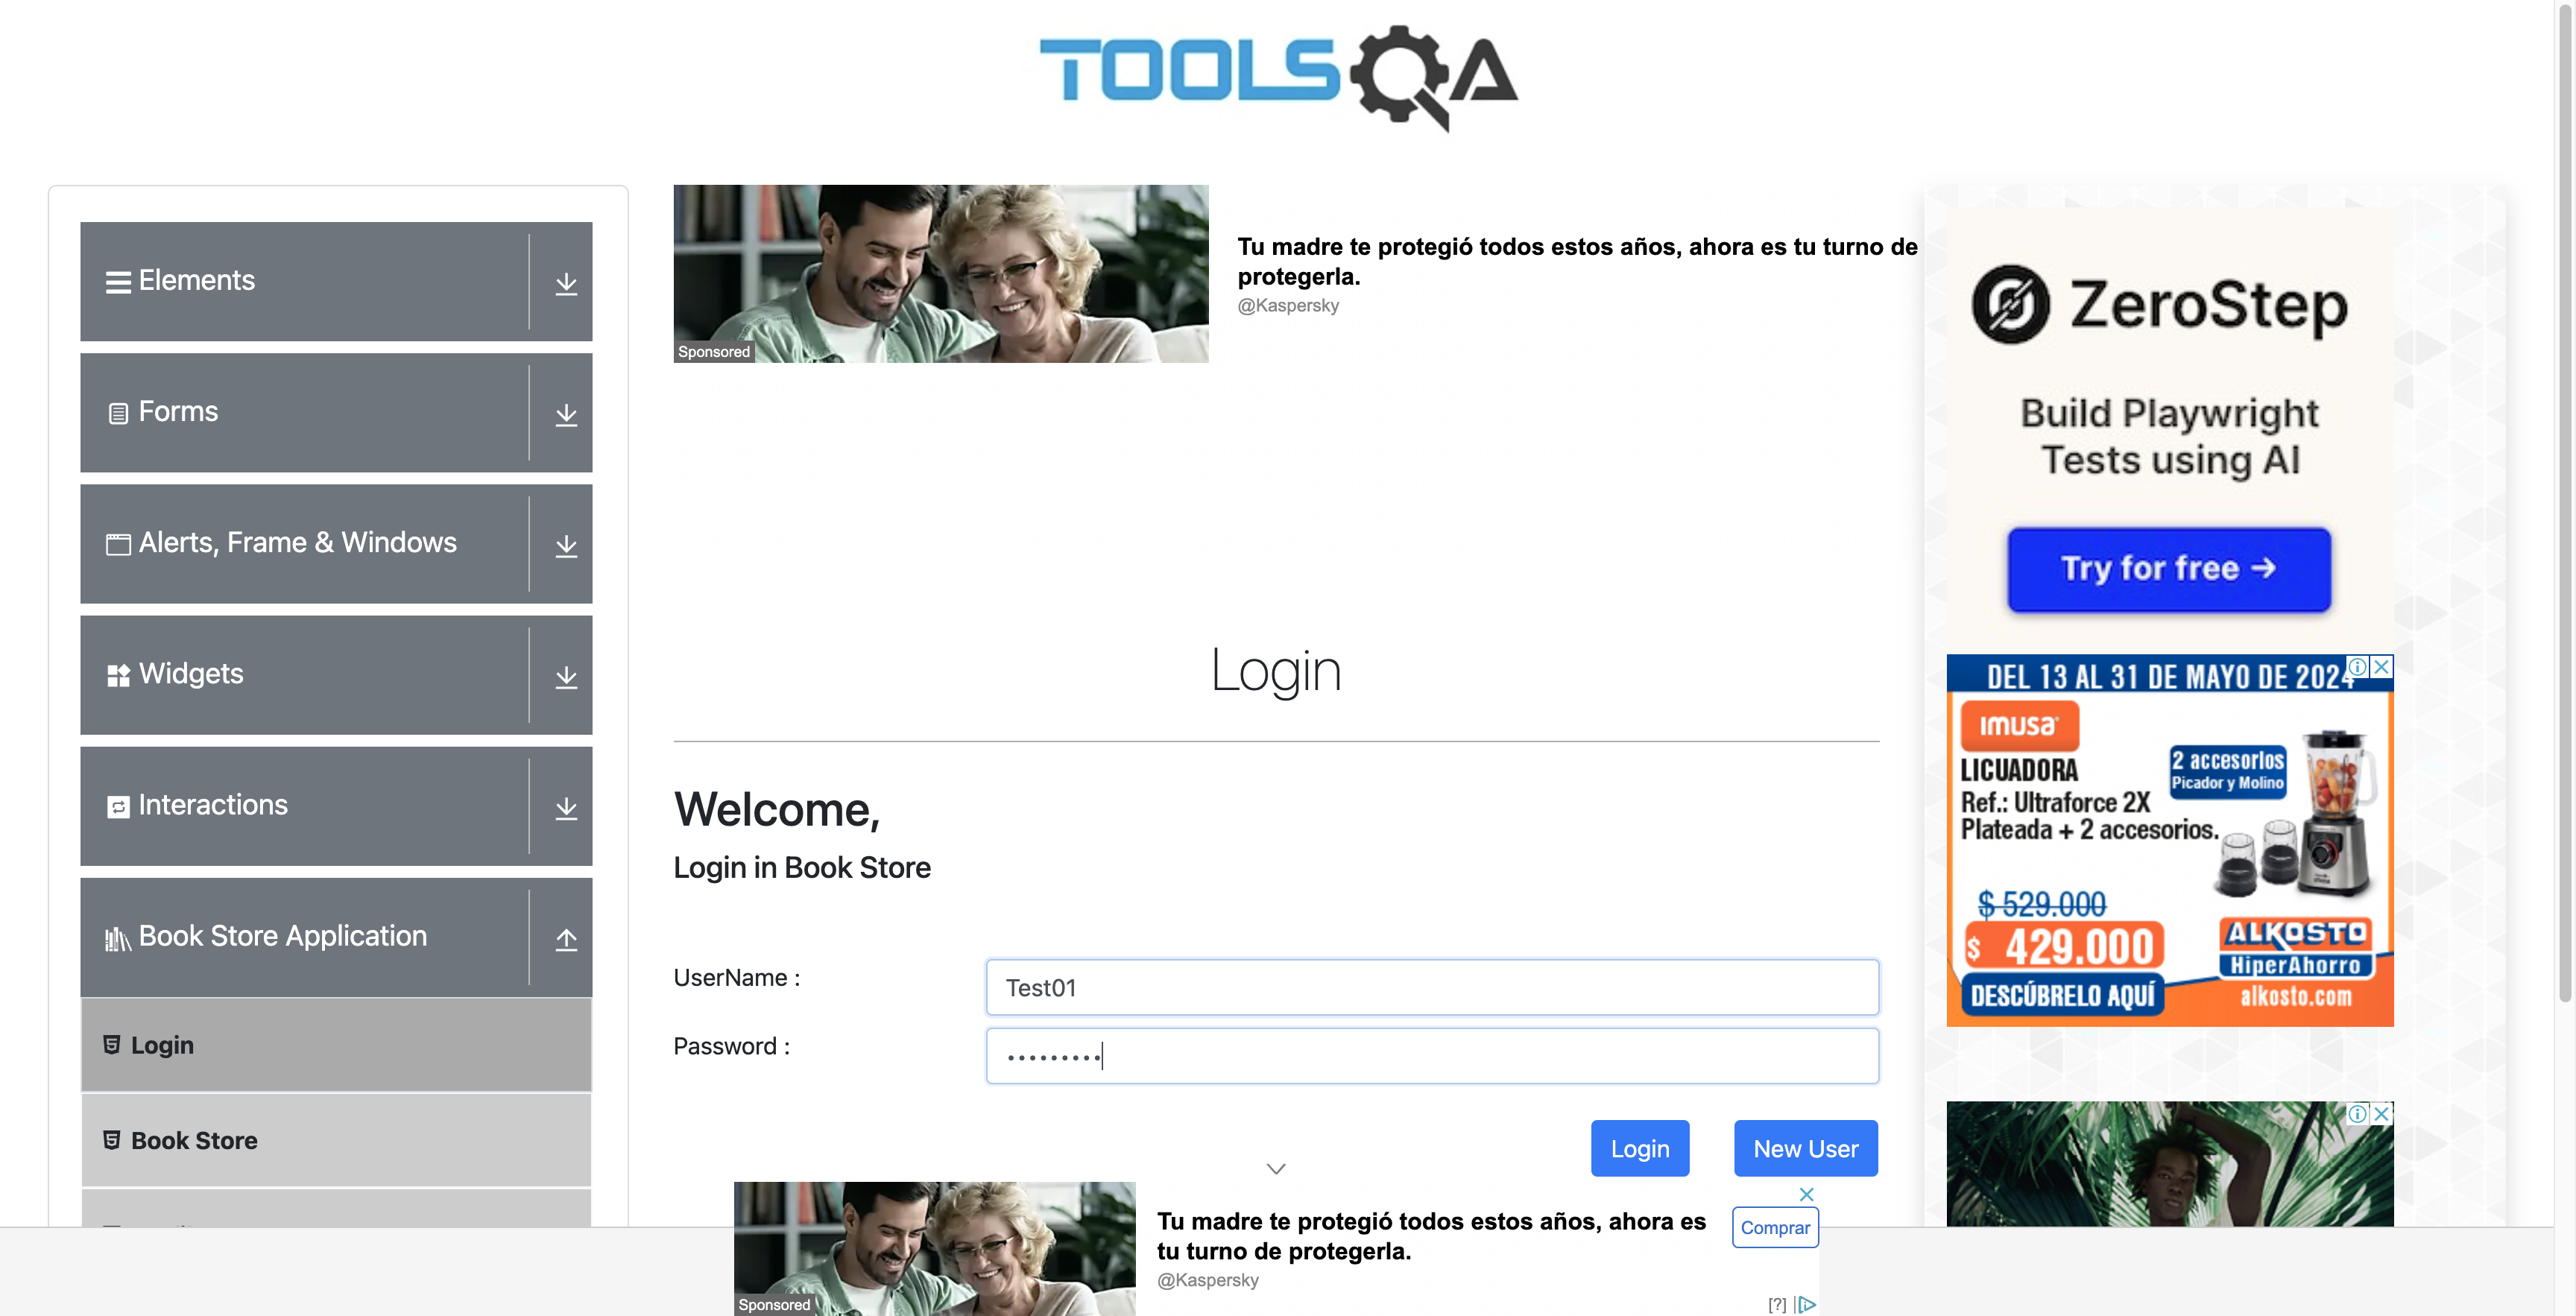 TOOLSQA
Elements
Forms
Alerts, Frame & Windows
Widgets
Interactions
Book Store Application
Login
Book Store
Tu madre te protegió todos estos años, ahora es tu turno de
protegerla.
@Kaspersky
Sponsored
Login
Welcome,
Login in Book Store
UserName :
Test01
Password :
•••••••••
Login
New User
Tu madre te protegió todos estos años, ahora es
tu turno de protegerla.
@Kaspersky
Sponsored
Comprar
[?]
ZeroStep
Build Playwright
Tests using AI
Try for free →
DEL 13 AL 31 DE MAYO DE 2024
IMUSA
LICUADORA
Ref.: Ultraforce 2X
Plateada + 2 accesorios.
2 accesorios
Picador y Molino
$ 529.000
$ 429.000
DESCÚBRELO AQUÍ
ALKOSTO
HiperAhorro
alkosto.com